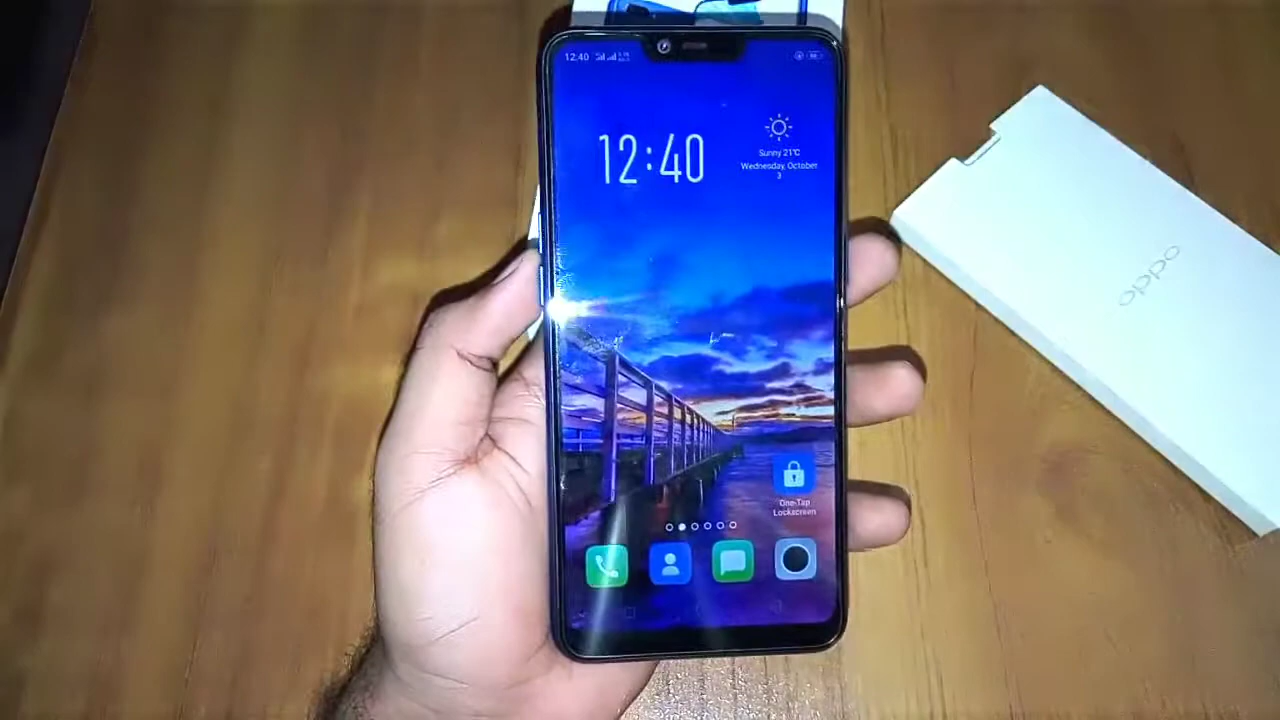 12:40
12:40
Sunny 21°C
Wednesday, October
3
One-Tap
Lockscreen
oppo